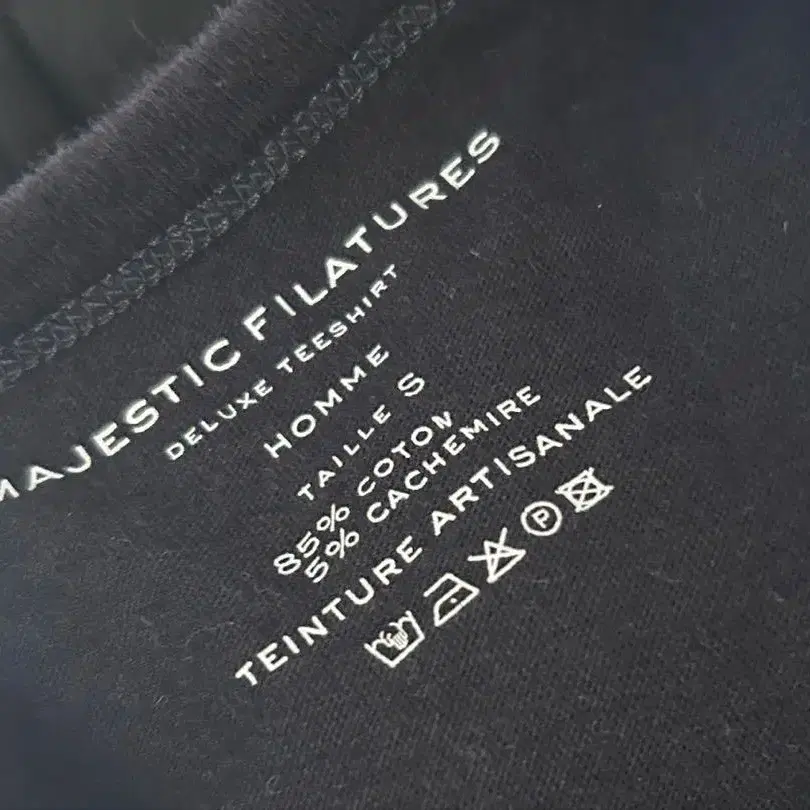 MAJESTIC FILATURES
DELUXE TEESHIRT
HOMME
TAILLE S
85% COTON
5% CACHEMIRE
TEINTURE ARTISANALE
P